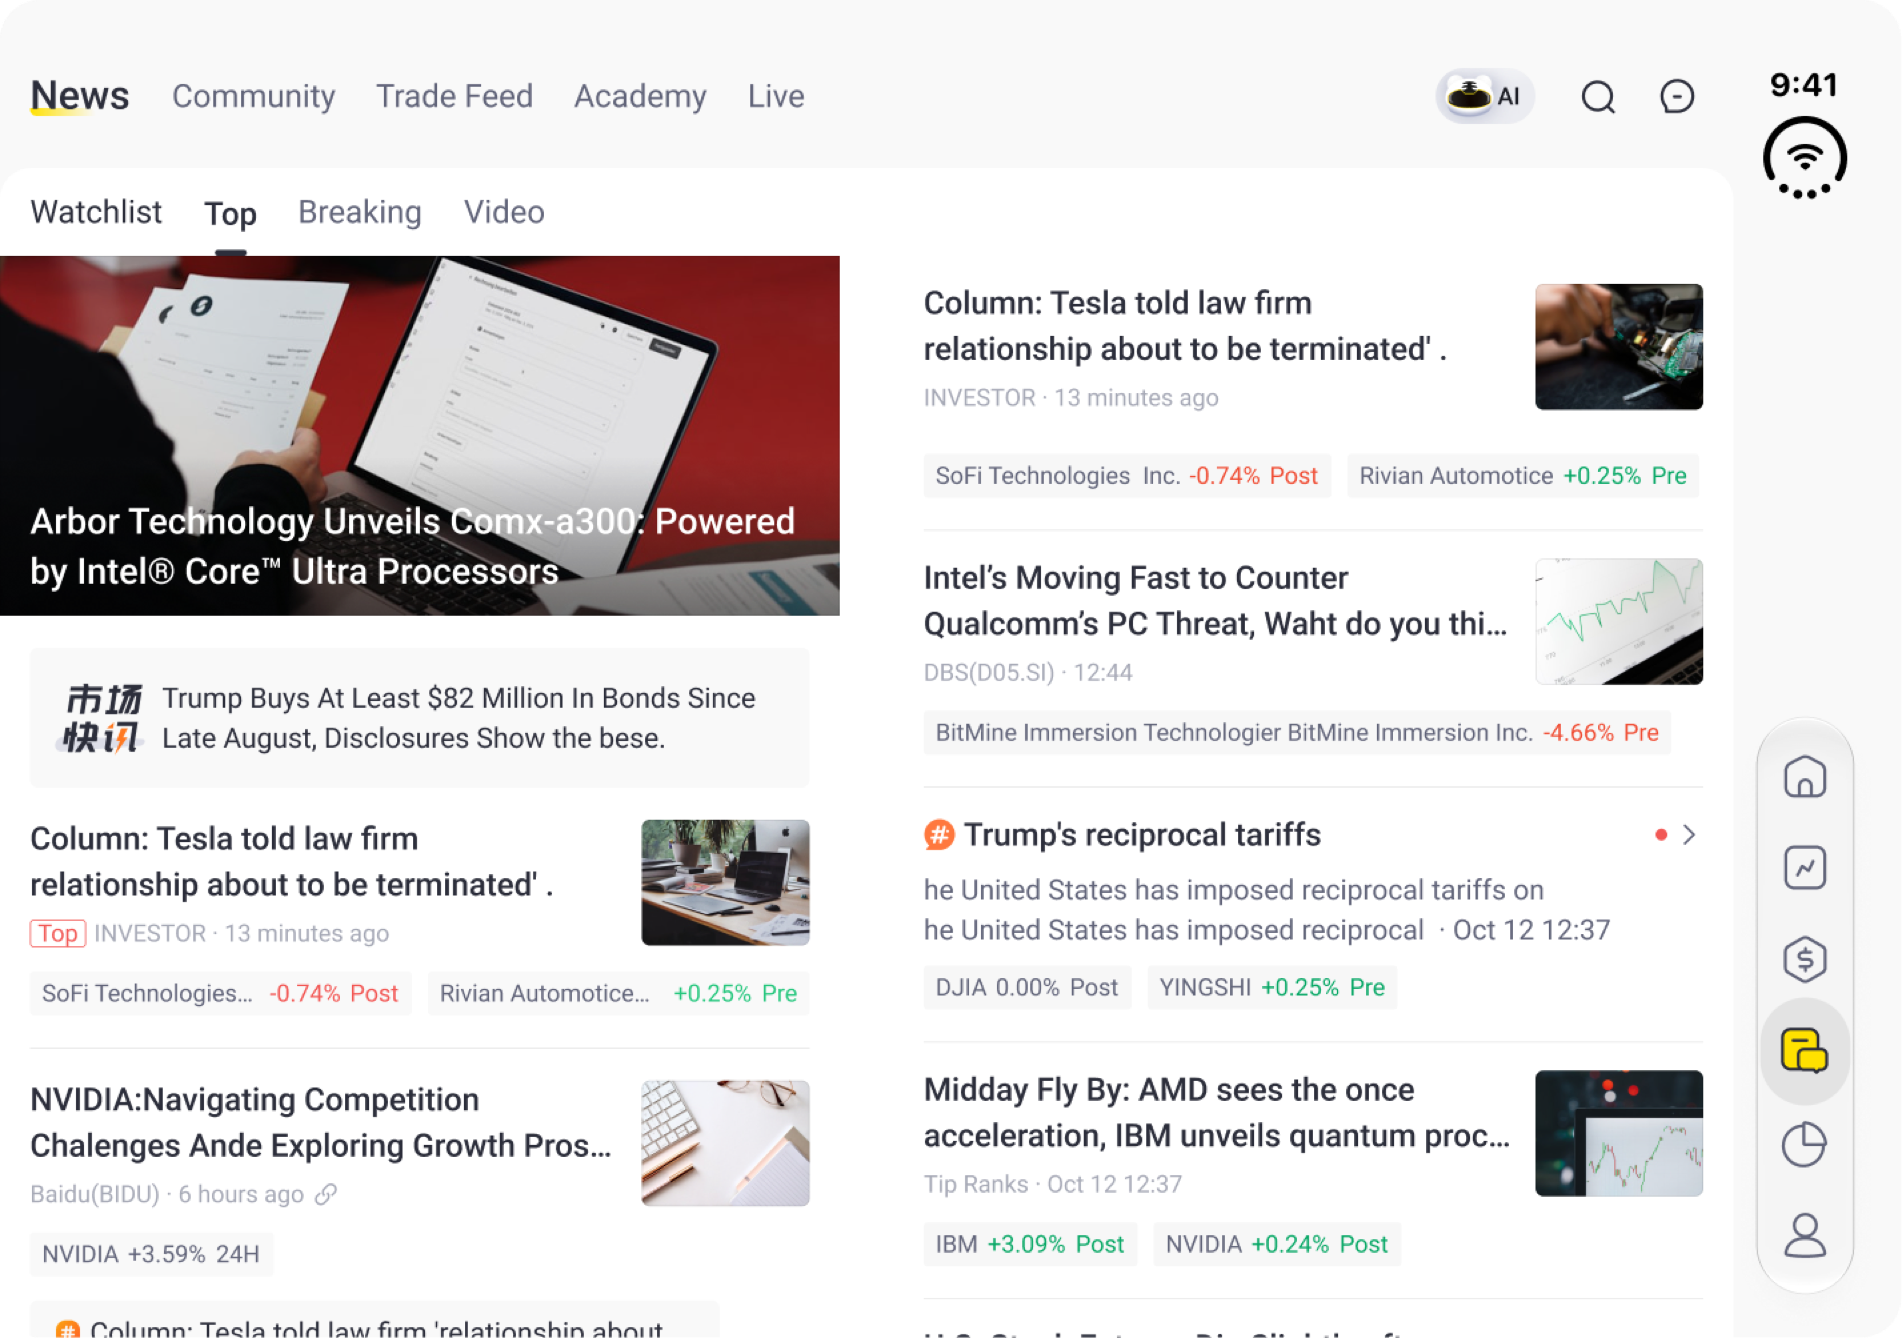 News Community Trade Feed Academy Live
AI
9:41
Watchlist Top Breaking Video
Arbor Technology Unveils Comx-a300: Powered
by Intel® Core™ Ultra Processors
市场
快讯
Trump Buys At Least $82 Million In Bonds Since
Late August, Disclosures Show the bese.
Column: Tesla told law firm
relationship about to be terminated' .
Top INVESTOR · 13 minutes ago
SoFi Technologies... -0.74% Post Rivian Automotice... +0.25% Pre
NVIDIA:Navigating Competition
Chalenges Ande Exploring Growth Pros...
Baidu(BIDU) · 6 hours ago
NVIDIA +3.59% 24H
# Column: Tesla told law firm 'relationship about
Column: Tesla told law firm
relationship about to be terminated' .
INVESTOR · 13 minutes ago
SoFi Technologies Inc. -0.74% Post Rivian Automotice +0.25% Pre
Intel’s Moving Fast to Counter
Qualcomm’s PC Threat, Waht do you thi...
DBS(D05.SI) · 12:44
BitMine Immersion Technologier BitMine Immersion Inc. -4.66% Pre
# Trump's reciprocal tariffs
he United States has imposed reciprocal tariffs on
he United States has imposed reciprocal · Oct 12 12:37
DJIA 0.00% Post YINGSHI +0.25% Pre
Midday Fly By: AMD sees the once
acceleration, IBM unveils quantum proc...
Tip Ranks · Oct 12 12:37
IBM +3.09% Post NVIDIA +0.24% Post